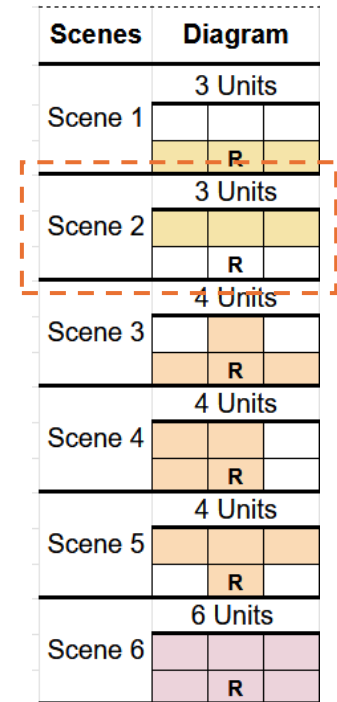 Scenes Diagram
3 Units
Scene 1
R
3 Units
Scene 2
R
4 Units
Scene 3
R
4 Units
Scene 4
R
4 Units
Scene 5
R
6 Units
Scene 6
R